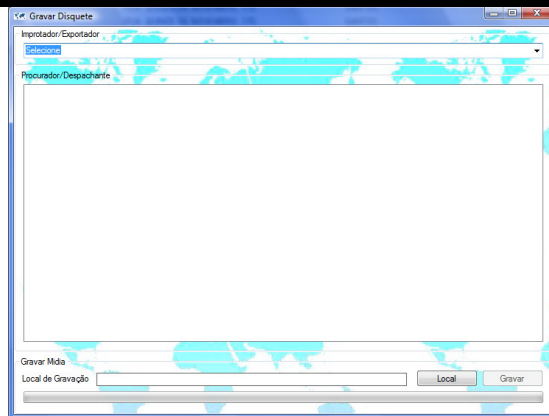 Gravar Disquete
Improtador/Exportador
Selecione
Procurador/Despachante
Gravar Midia
Local de Gravação
Local
Gravar